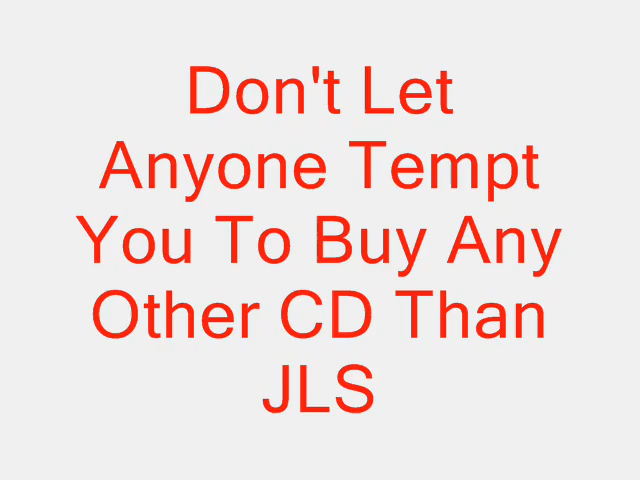 Don't Let
Anyone Tempt
You To Buy Any
Other CD Than
JLS